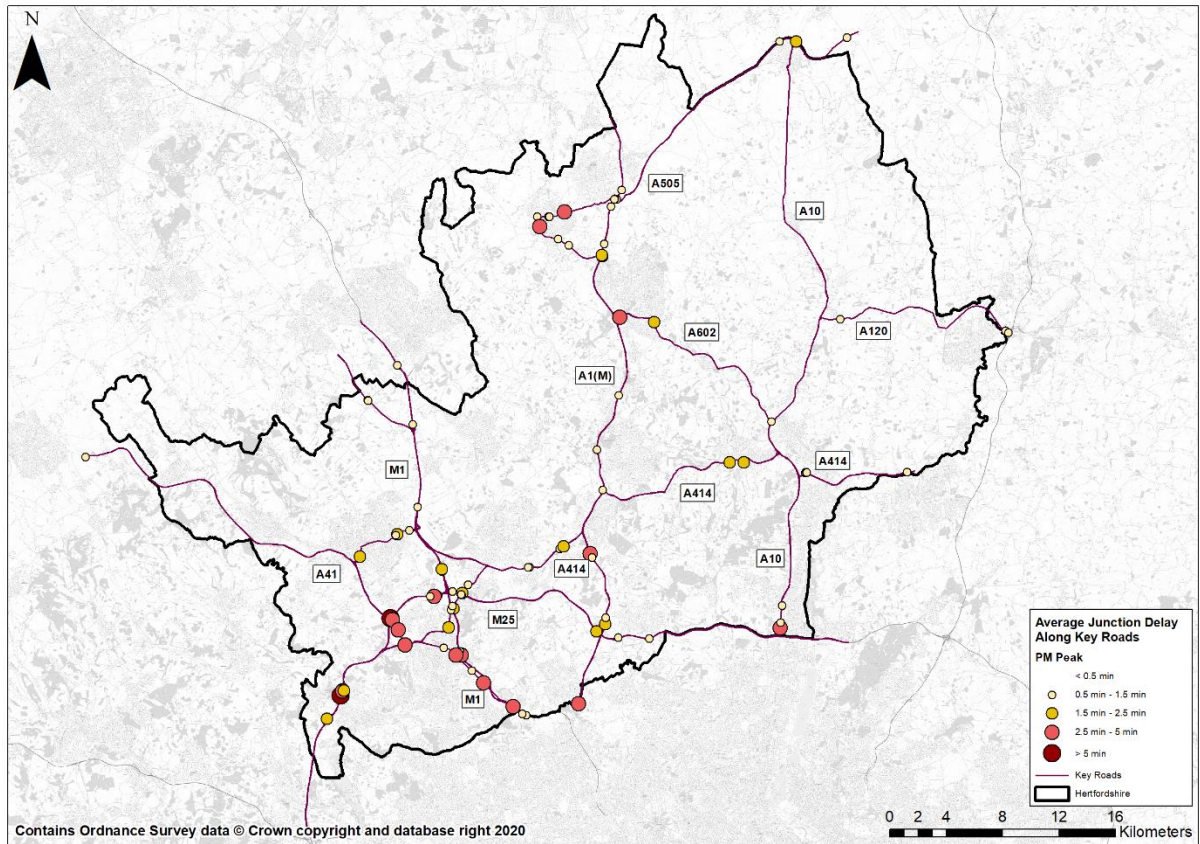 N
A505
A10
A602
A120
A1(M)
M1
A414
A414
A41
A414
A10
M25
M1
Average Junction Delay
Along Key Roads
PM Peak
< 0.5 min
0.5 min - 1.5 min
1.5 min - 2.5 min
2.5 min - 5 min
> 5 min
Key Roads
Hertfordshire
Contains Ordnance Survey data © Crown copyright and database right 2020
0 2 4 8 12 16
Kilometers